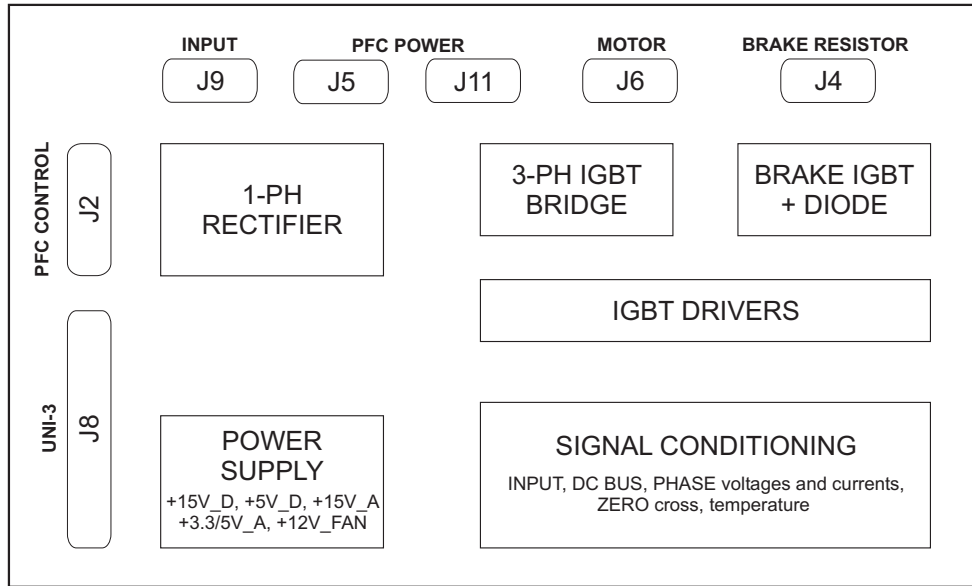 INPUT
PFC POWER
MOTOR
BRAKE RESISTOR
J9
J5
J11
J6
J4
PFC CONTROL
J2
1-PH
RECTIFIER
3-PH IGBT
BRIDGE
BRAKE IGBT
+ DIODE
IGBT DRIVERS
UNI-3
J8
POWER
SUPPLY
+15V_D, +5V_D, +15V_A
+3.3/5V_A, +12V_FAN
SIGNAL CONDITIONING
INPUT, DC BUS, PHASE voltages and currents,
ZERO cross, temperature